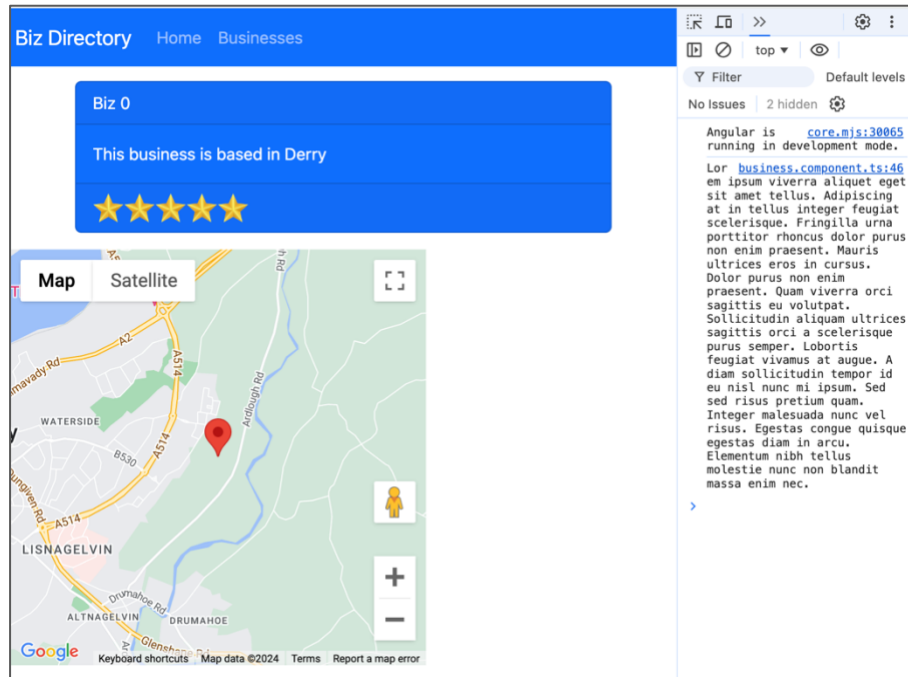 Biz Directory Home Businesses
Biz 0
This business is based in Derry
Map Satellite
A2
A514
Rd
Ardlough Rd
A514
WATERSIDE
B530
A514
LISNAGELVIN
Drumahoe Rd
ALTNAGELVIN
DRUMAHOE
Google
Keyboard shortcuts Map data ©2024 Terms Report a map error
top
Filter Default levels
No Issues 2 hidden
Angular is core.mjs:30065
running in development mode.
Lor business.component.ts:46
em ipsum viverra aliquet eget
sit amet tellus. Adipiscing
at in tellus integer feugiat
scelerisque. Fringilla urna
porttitor rhoncus dolor purus
non enim praesent. Mauris
ultrices eros in cursus.
Dolor purus non enim
praesent. Quam viverra orci
sagittis eu volutpat.
Sollicitudin aliquam ultrices
sagittis orci a scelerisque
purus semper. Lobortis
feugiat vivamus at augue. A
diam sollicitudin tempor id
eu nisl nunc mi ipsum. Sed
sed risus pretium quam.
Integer malesuada nunc vel
risus. Egestas congue quisque
egestas diam in arcu.
Elementum nibh tellus
molestie nunc non blandit
massa enim nec.